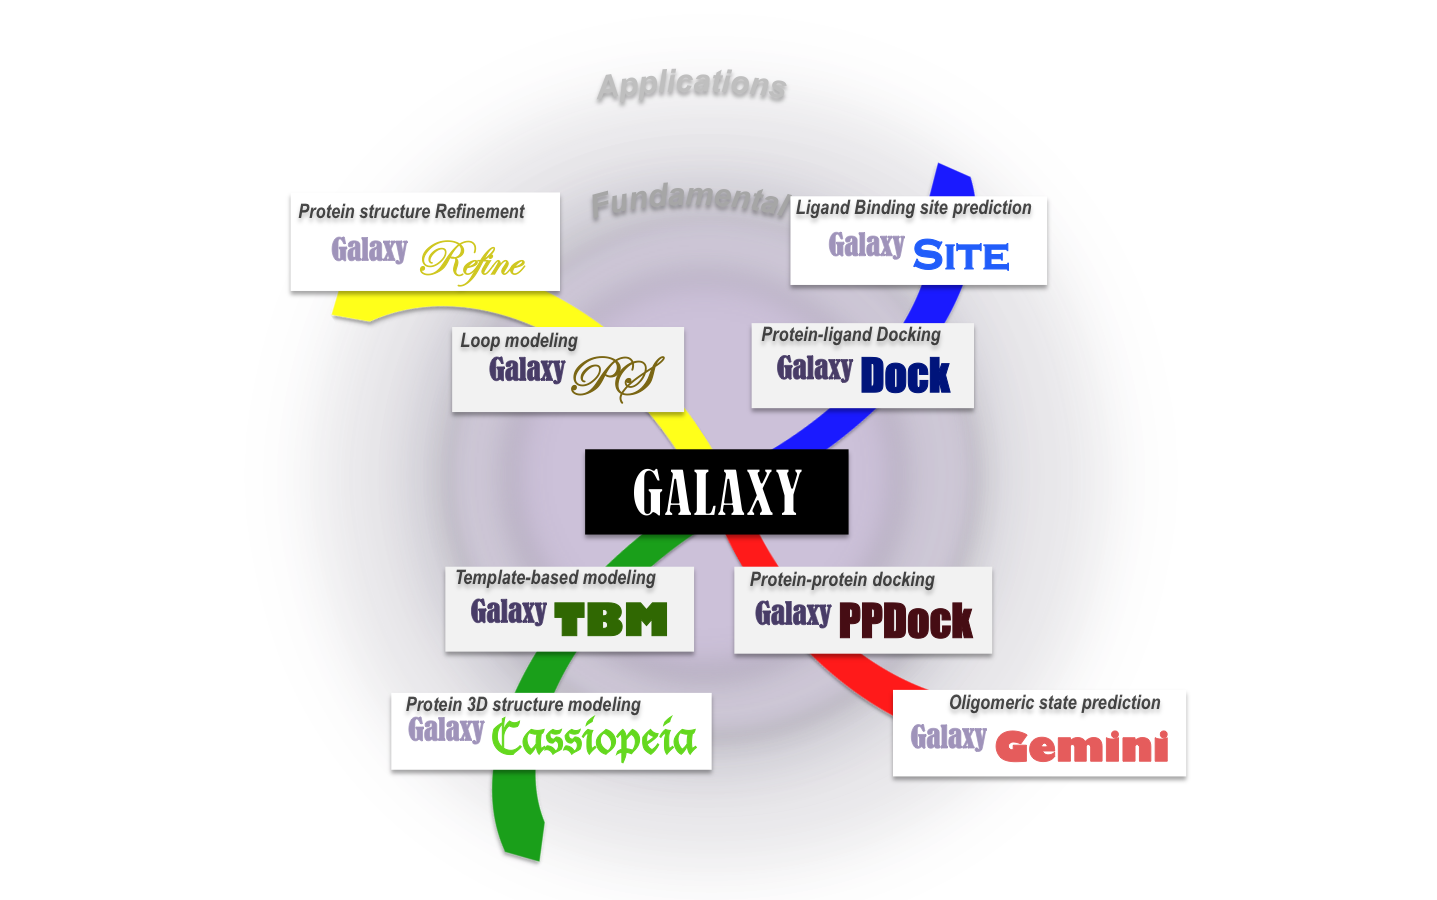 Applications
Fundamental
Protein structure Refinement
Galaxy Refine
Ligand Binding site prediction
Galaxy SITE
Loop modeling
Galaxy PS
Protein-ligand Docking
Galaxy Dock
GALAXY
Template-based modeling
Galaxy TBM
Protein-protein docking
Galaxy PPDock
Protein 3D structure modeling
Galaxy Cassiopeia
Oligomeric state prediction
Galaxy Gemini